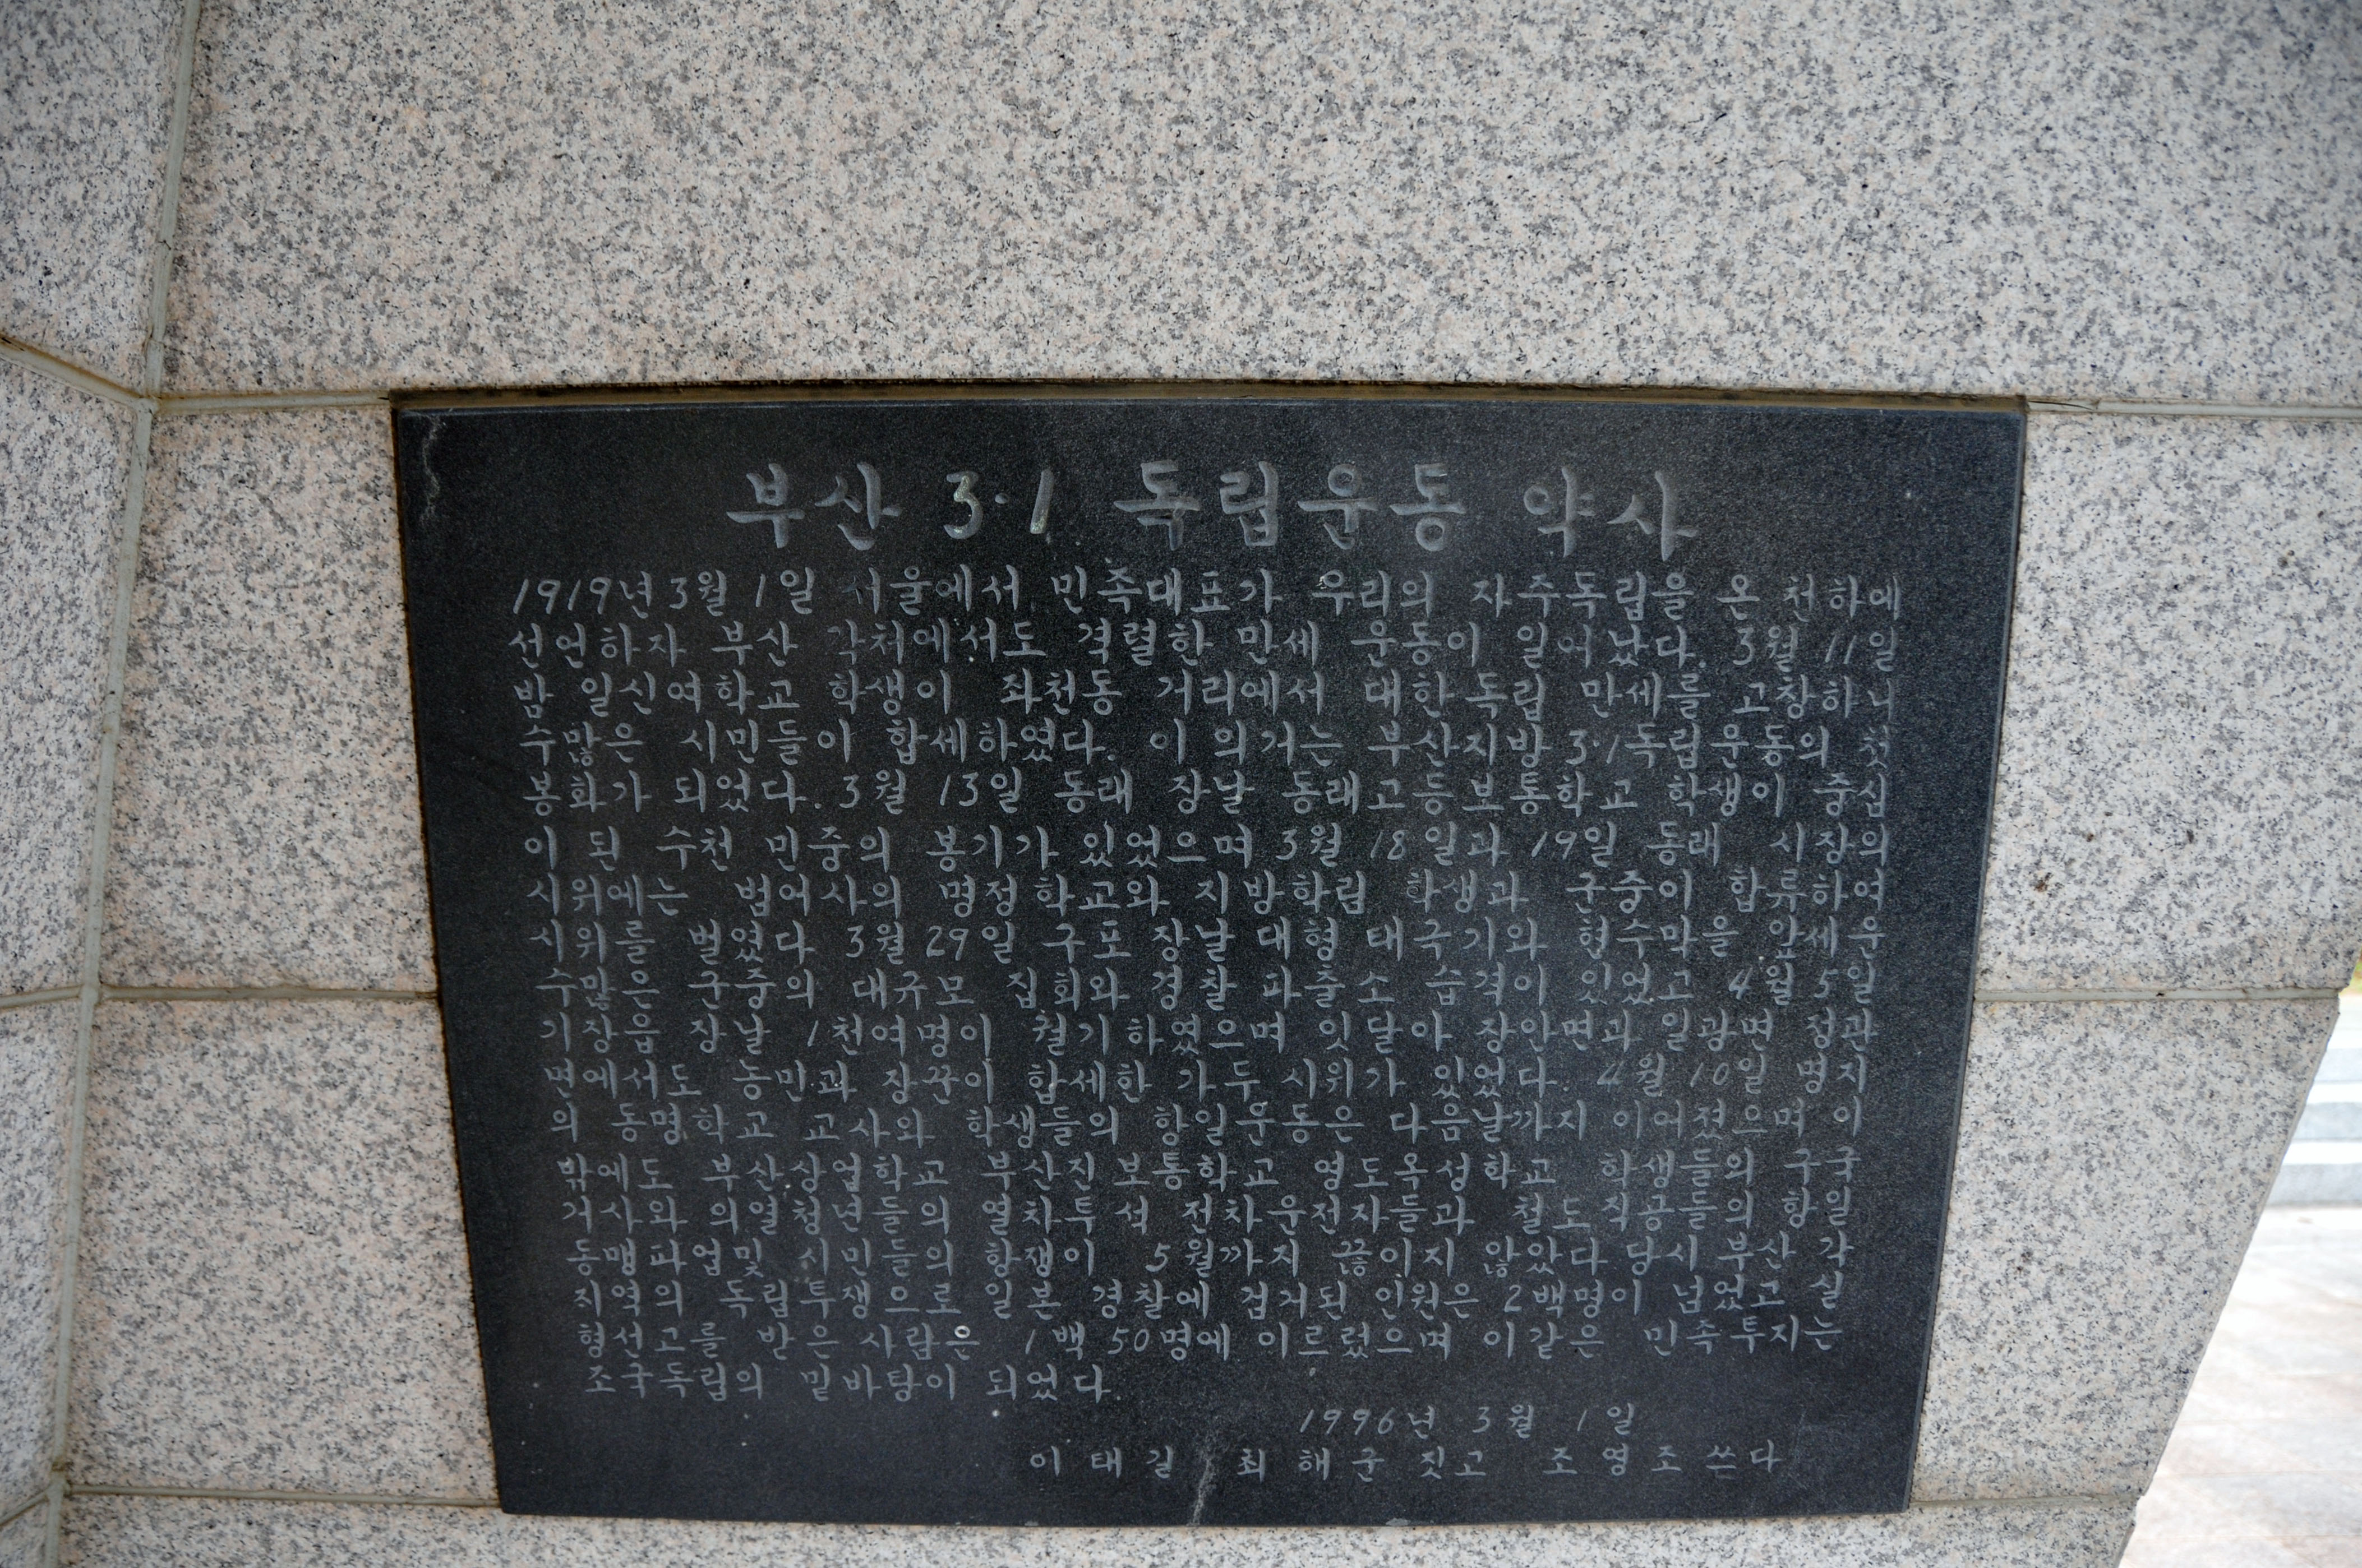 부산 3·1 독립운동 약사
1919년 3월 1일 서울에서 민족대표가 우리의 자주독립을 온 천하에
선언하자 부산 각처에서도 격렬한 만세 운동이 일어났다. 3월 11일
밤 일신여학교 학생이 좌천동 거리에서 대한독립 만세를 고창하니
수많은 시민들이 합세하였다. 이 의거는 부산지방 3·1독립운동의 첫
봉화가 되었다. 3월 13일 동래 장날 동래고등보통학교 학생이 중심
이 된 수천 민중의 봉기가 있었으며 3월 18일과 19일 동래 시장의
시위에는 범어사의 명정학교와 지방학림 학생과 군중이 합류하여
시위를 벌였다 3월 29일 구포 장날 대형 태극기와 현수막을 앞세운
수많은 군중의 대규모 집회와 경찰 파출소 습격이 있었고 4월 5일
기장읍 장날 1천여명이 궐기하였으며 잇달아 장안면과 일광면 정관
면에서도 농민과 장꾼이 합세한 가두시위가 있었다. 4월 10일 명지
의 동명학교 교사와 학생들의 항일운동은 다음날까지 이어졌으며 이
밖에도 부산상업학교 부산진 보통학교 영도옥성학교 학생들의 구국
거사와 의열청년들의 열차투석 전차운전자들과 철도직공들의 항일
동맹파업및 시민들의 항쟁이 5월까지 끊이지 않았다 당시 부산 각
지역의 독립투쟁으로 일본 경찰에 검거된 인원은 2백명이 넘었고 실
형선고를 받은 사람은 1백 50명에 이르렀으며 이같은 민족투지는
조국독립의 밑바탕이 되었다.
1996년 3월 1일
이태길 최해군 짓고 조영조 쓴다